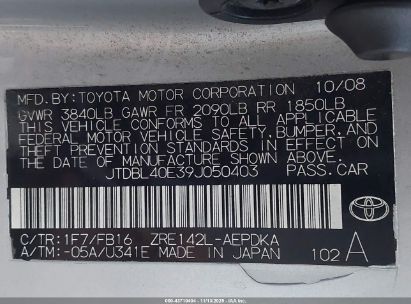 MFD.BY:TOYOTA MOTOR CORPORATION 10/08
GVWR 3840LB GAWR FR 2090LB RR 1850LB
THIS VEHICLE CONFORMS TO ALL APPLICABLE
FEDERAL MOTOR VEHICLE SAFETY, BUMPER, AND
THEFT PREVENTION STANDARDS IN EFFECT ON
THE DATE OF MANUFACTURE SHOWN ABOVE.
JTDBL40E39J050403 PASS.CAR
TOYOTA
C/TR:1F7/FB16 ZRE142L-AEPDKA
A/TM:-05A/U341E MADE IN JAPAN 102 A